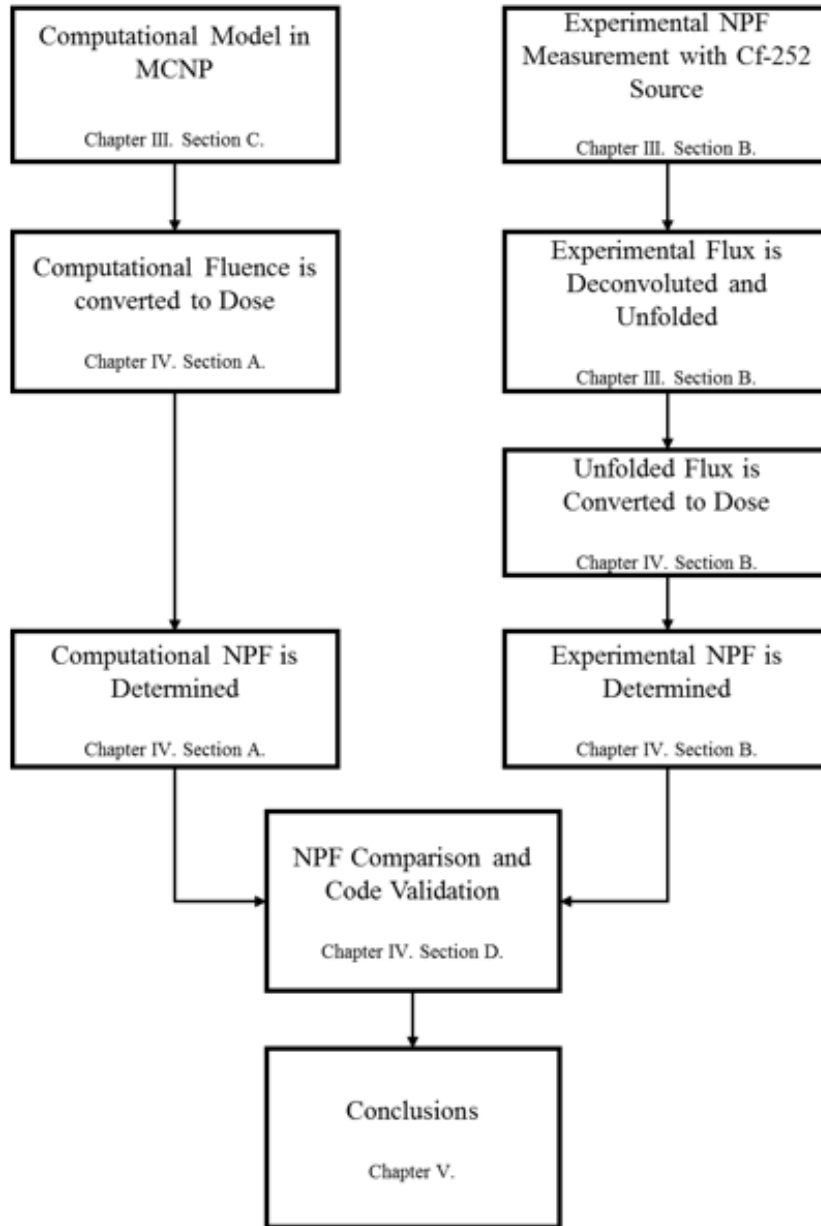 Computational Model in
MCNP
Chapter III. Section C.
Experimental NPF
Measurement with Cf-252
Source
Chapter III. Section B.
Computational Fluence is
converted to Dose
Chapter IV. Section A.
Experimental Flux is
Deconvoluted and
Unfolded
Chapter III. Section B.
Unfolded Flux is
Converted to Dose
Chapter IV. Section B.
Computational NPF is
Determined
Chapter IV. Section A.
Experimental NPF is
Determined
Chapter IV. Section B.
NPF Comparison and
Code Validation
Chapter IV. Section D.
Conclusions
Chapter V.